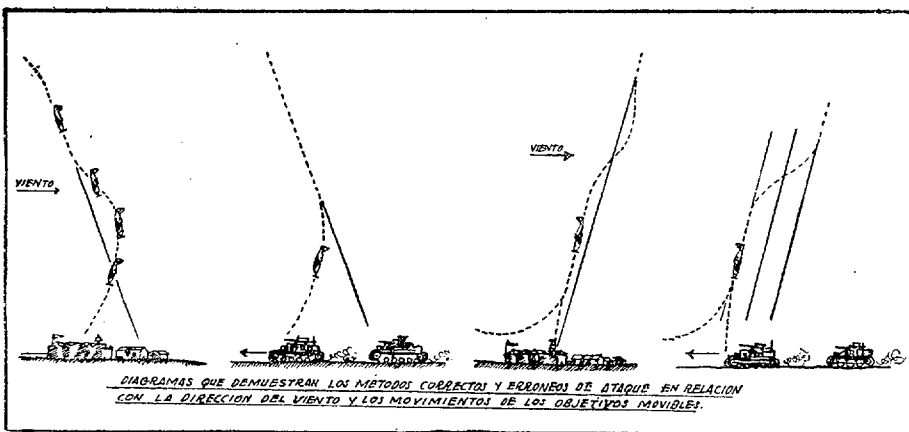 VIENTO
VIENTO
DIAGRAMAS QUE DEMUESTRAN LOS METODOS CORRECTOS Y ERRONEOS DE ATAQUE EN RELACION
CON LA DIRECCION DEL VIENTO Y LOS MOVIMIENTOS DE LOS OBJETIVOS MOVIBLES.